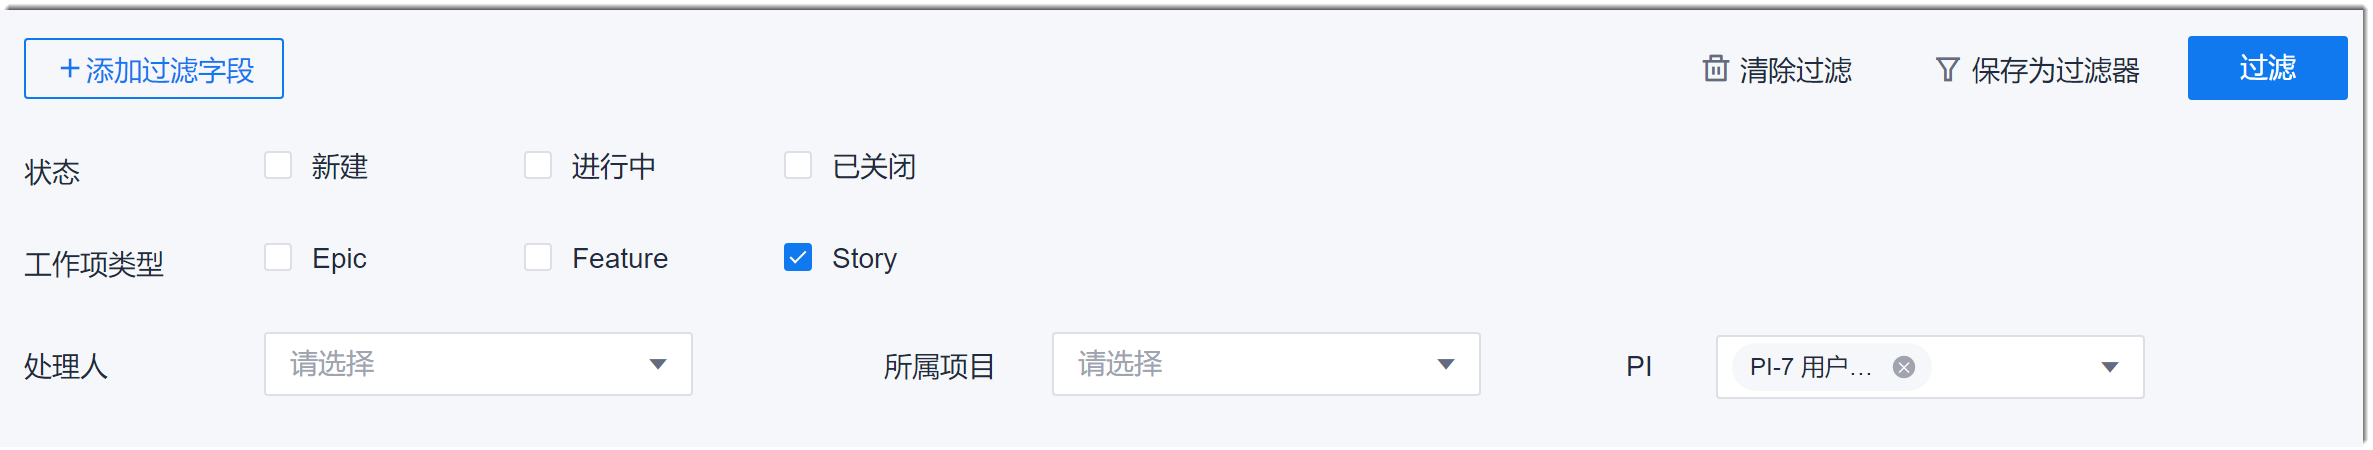 + 添加过滤字段 清除过滤 保存为过滤器 过滤
状态 新建 进行中 已关闭
工作项类型 Epic Feature Story
处理人 请选择 所属项目 请选择 PI PI-7 用户...